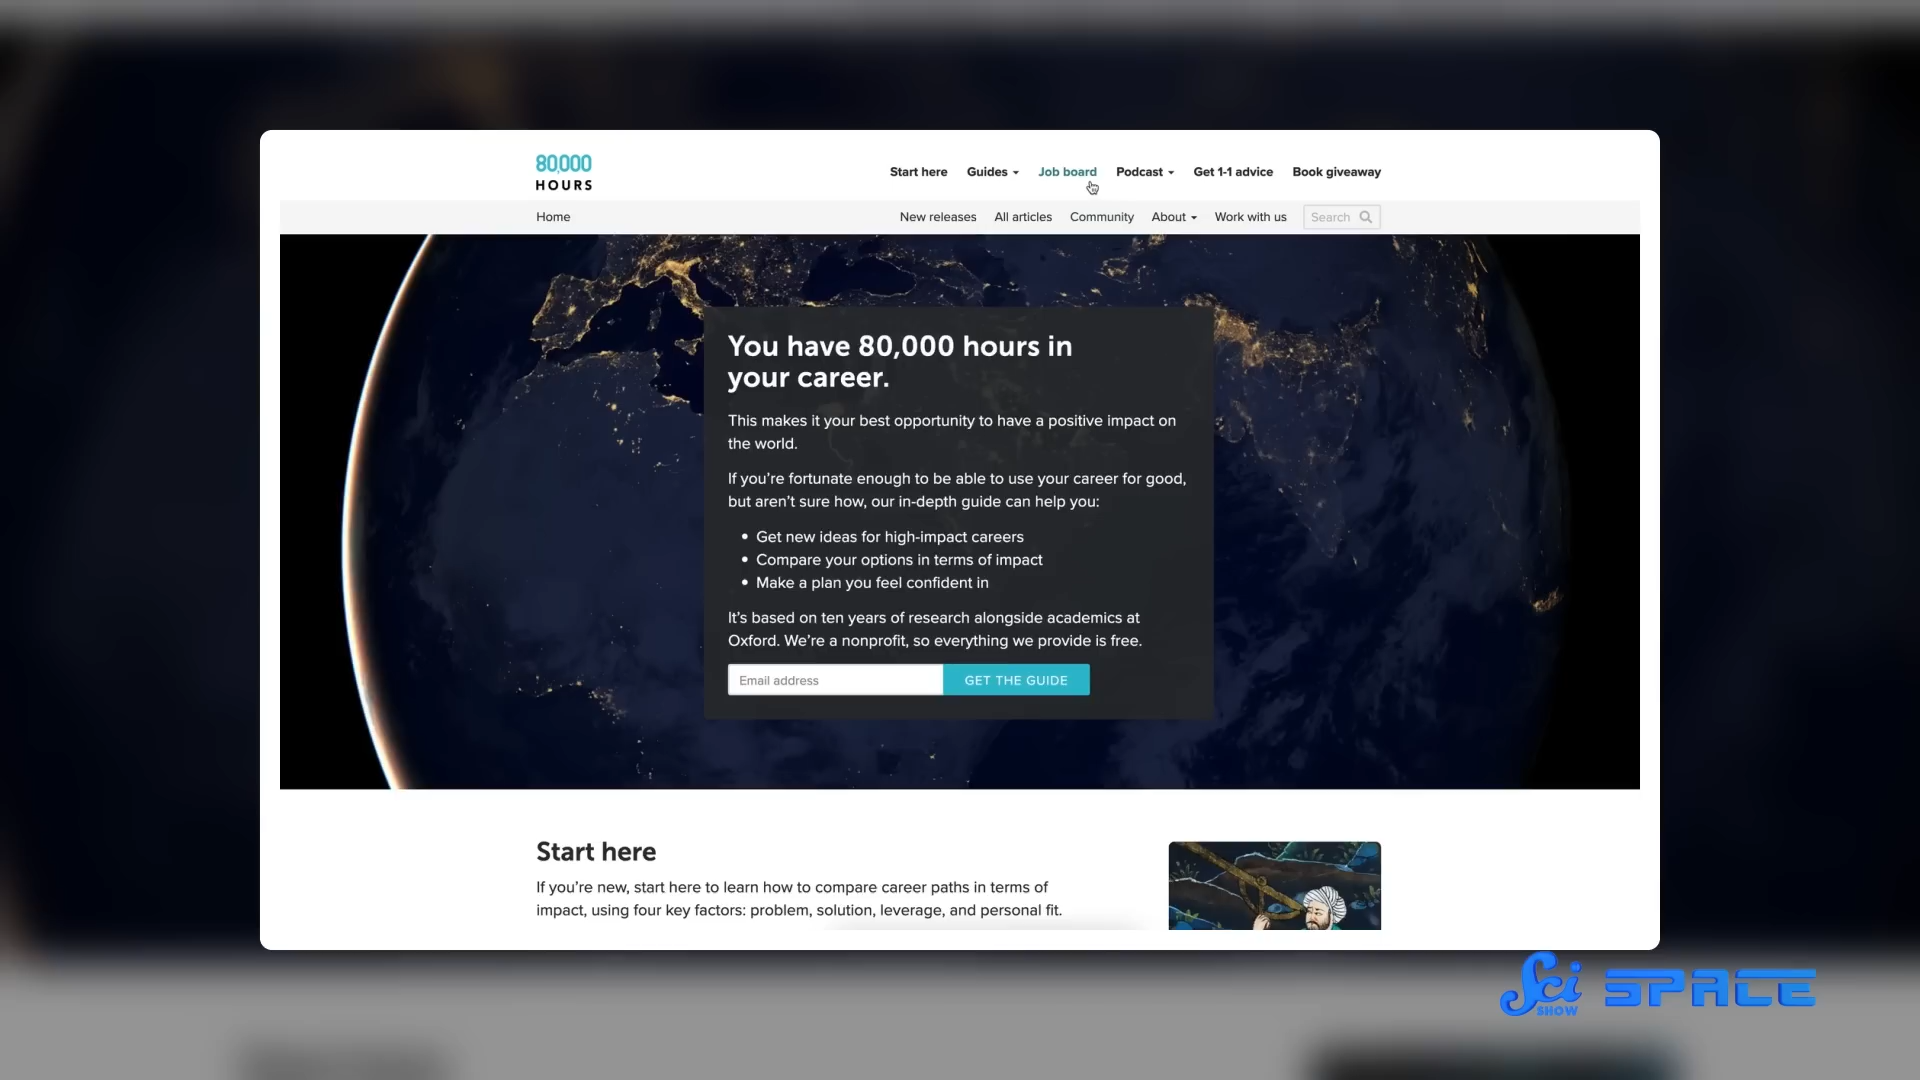 80,000
HOURS
Start here Guides Job board Podcast Get 1-1 advice Book giveaway
Home New releases All articles Community About Work with us Search
You have 80,000 hours in
your career.
This makes it your best opportunity to have a positive impact on
the world.
If you’re fortunate enough to be able to use your career for good,
but aren’t sure how, our in-depth guide can help you:
• Get new ideas for high-impact careers
• Compare your options in terms of impact
• Make a plan you feel confident in
It’s based on ten years of research alongside academics at
Oxford. We’re a nonprofit, so everything we provide is free.
Email address GET THE GUIDE
Start here
If you’re new, start here to learn how to compare career paths in terms of
impact, using four key factors: problem, solution, leverage, and personal fit.
Sci SHOW SPACE